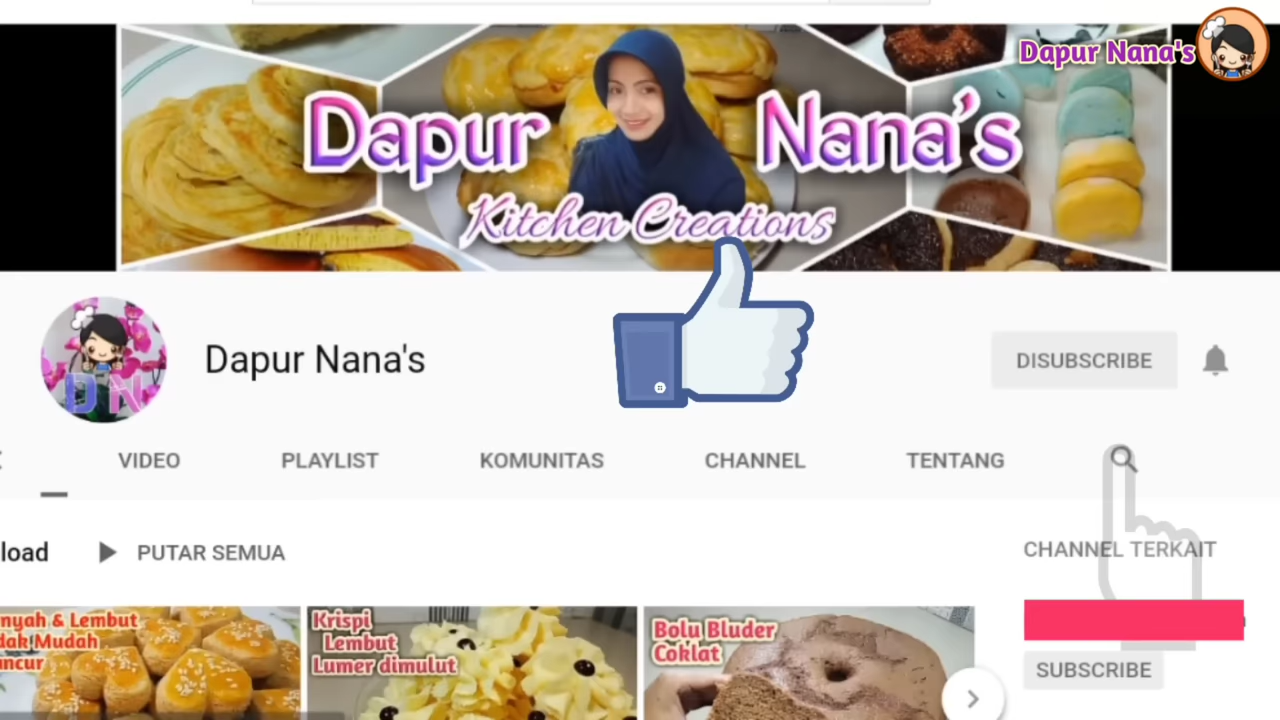 Dapur Nana's
Dapur Nana's
Kitchen Creations
DN
Dapur Nana's
DISUBSCRIBE
VIDEO PLAYLIST KOMUNITAS CHANNEL TENTANG
load PUTAR SEMUA
CHANNEL TERKAIT
nyah & Lembut
dak Mudah
ancur
Krispi
Lembut
Lumer dimulut
Bolu Bluder
Coklat
SUBSCRIBE